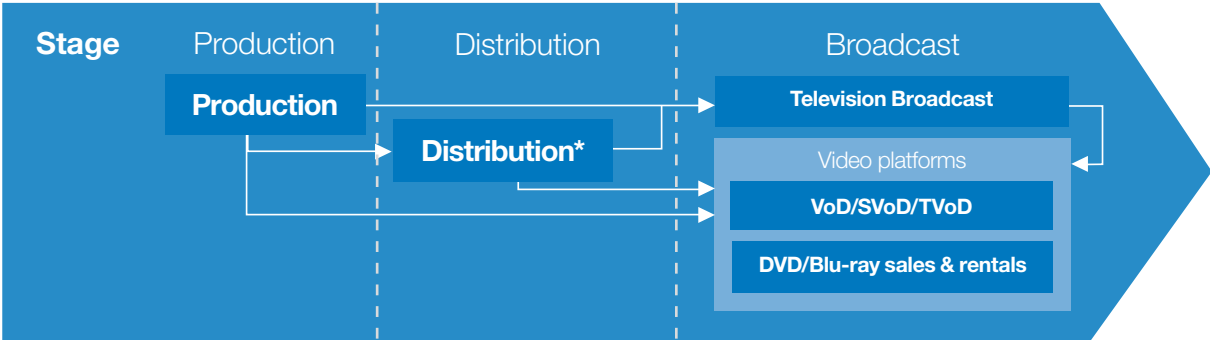 Stage
Production
Distribution
Broadcast
Production
Television Broadcast
Distribution*
Video platforms
VoD/SVoD/TVoD
DVD/Blu-ray sales & rentals